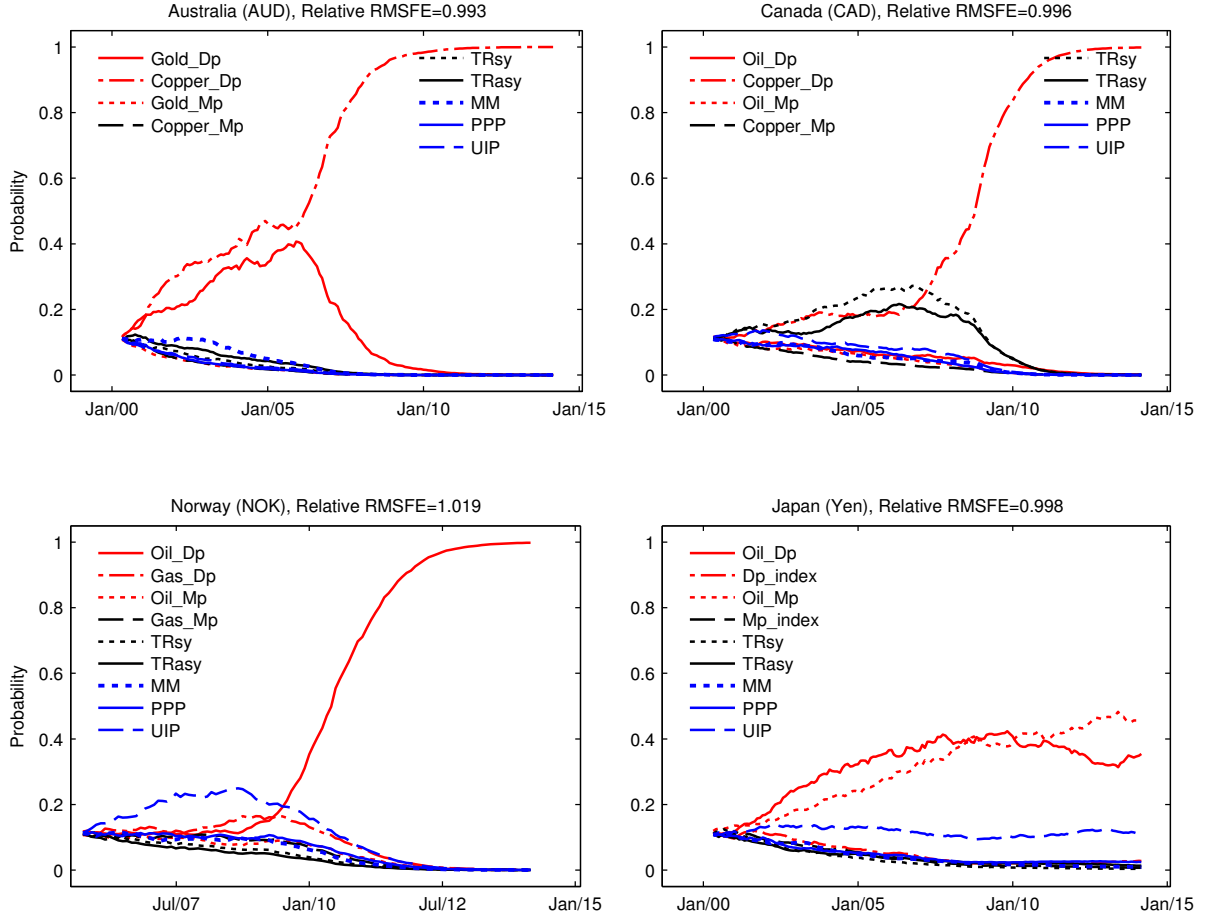 Australia (AUD), Relative RMSFE=0.993
Probability
1
0.8
0.6
0.4
0.2
0
Gold_Dp
Copper_Dp
Gold_Mp
Copper_Mp
TRsy
TRasy
MM
PPP
UIP
Jan/00
Jan/05
Jan/10
Jan/15
Canada (CAD), Relative RMSFE=0.996
1
0.8
0.6
0.4
0.2
0
Oil_Dp
Copper_Dp
Oil_Mp
Copper_Mp
TRsy
TRasy
MM
PPP
UIP
Jan/00
Jan/05
Jan/10
Jan/15
Norway (NOK), Relative RMSFE=1.019
Probability
1
0.8
0.6
0.4
0.2
0
Oil_Dp
Gas_Dp
Oil_Mp
Gas_Mp
TRsy
TRasy
MM
PPP
UIP
Jul/07
Jan/10
Jul/12
Jan/15
Japan (Yen), Relative RMSFE=0.998
1
0.8
0.6
0.4
0.2
0
Oil_Dp
Dp_index
Oil_Mp
Mp_index
TRsy
TRasy
MM
PPP
UIP
Jan/00
Jan/05
Jan/10
Jan/15